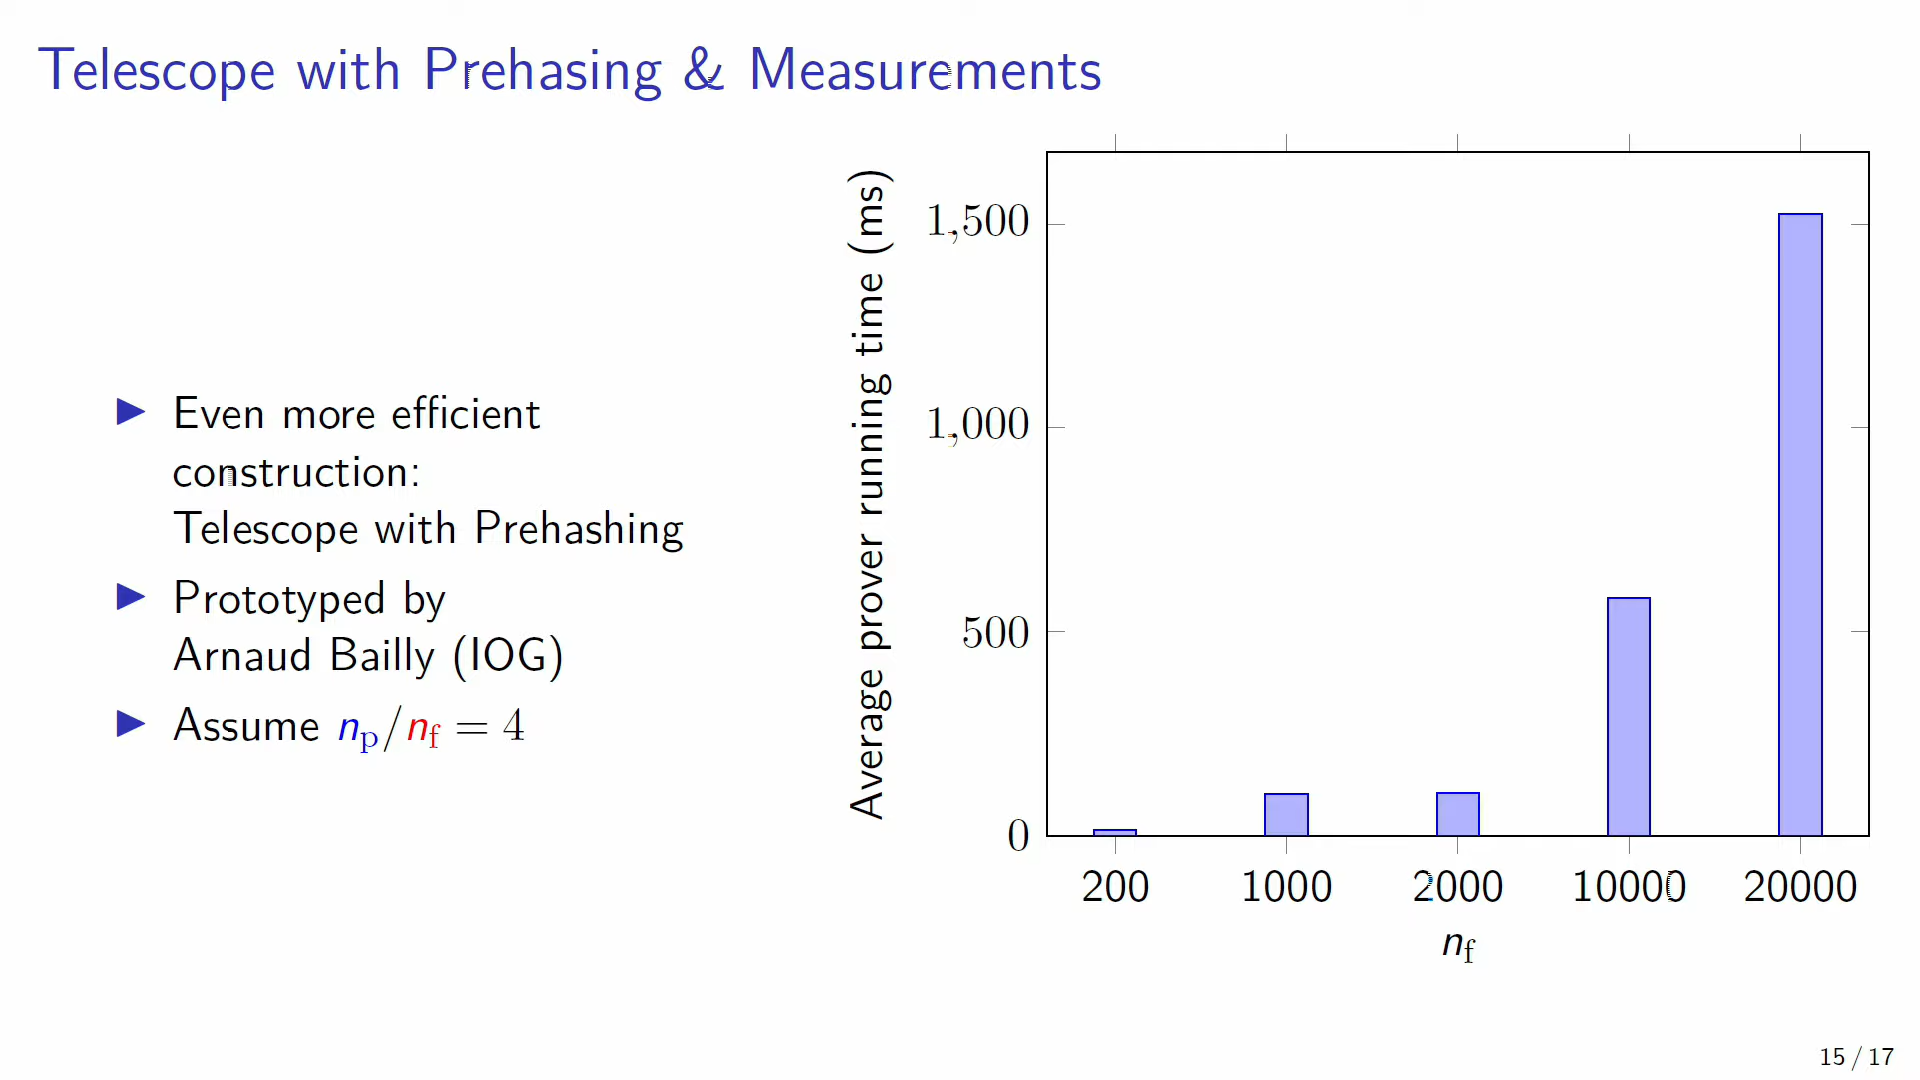 Telescope with Prehasing & Measurements
Even more efficient
construction:
Telescope with Prehashing
Prototyped by
Arnaud Bailly (IOG)
Assume np/nf = 4
Average prover running time (ms)
1,500
1,000
500
0
200 1000 2000 10000 20000
nf
15 / 17